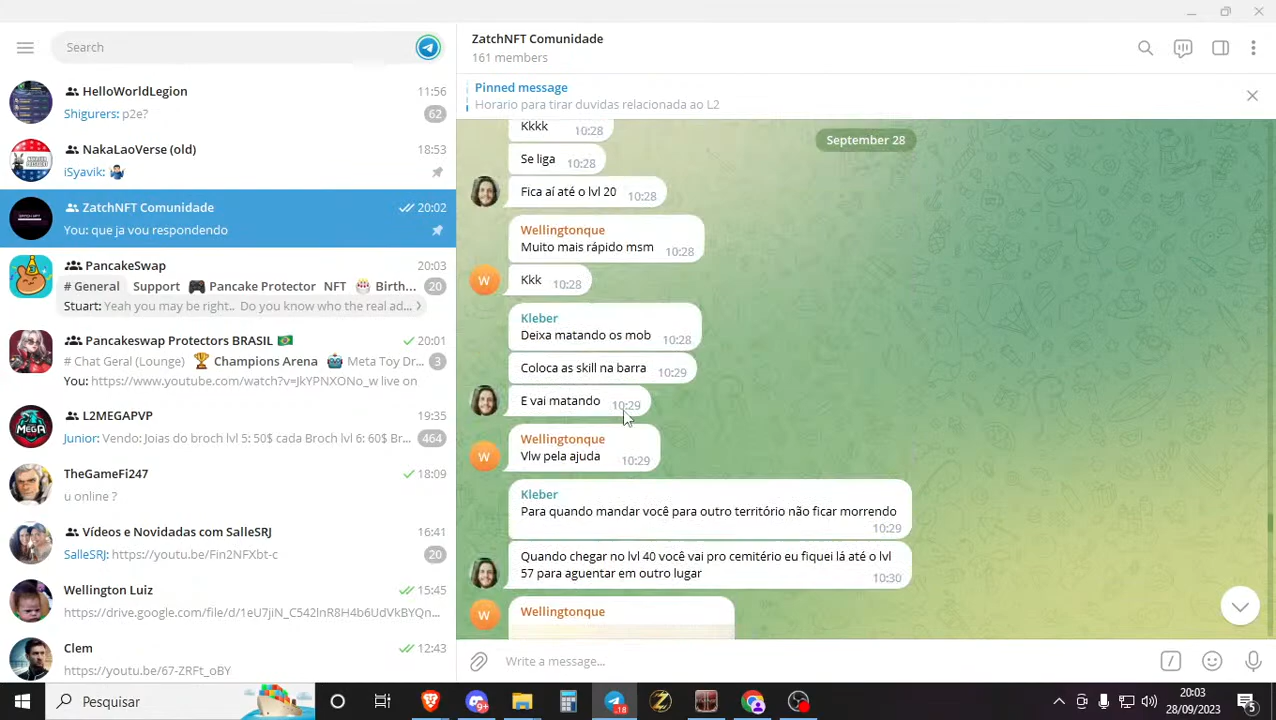 Search
HelloWorldLegion
11:56
Shigurers: p2e?
62
NakaLaoVerse (old)
18:53
iSyavik:
ZatchNFT Comunidade
20:02
You: que ja vou respondendo
PancakeSwap
20:03
# General Support Pancake Protector NFT Birth...
20
Stuart: Yeah you may be right.. Do you know who the real ad...
Pancakeswap Protectors BRASIL
20:01
# Chat Geral (Lounge) Champions Arena Meta Toy Dr...
3
You: https://www.youtube.com/watch?v=JkYPNXONo_w live on
L2MEGAPVP
19:35
Junior: Vendo: Joias do broch lvl 5: 50$ cada Broch lvl 6: 60$ Br...
464
TheGameFi247
18:09
u online ?
Vídeos e Novidadas com SalleSRJ
16:41
SalleSRJ: https://youtu.be/Fin2NFXbt-c
20
Wellington Luiz
15:45
https://drive.google.com/file/d/1eU7jiN_C542lnR8H4b6UdVkBYQn...
Clem
12:43
https://youtu.be/67-ZRFt_oBY
ZatchNFT Comunidade
161 members
Pinned message
Horario para tirar duvidas relacionada ao L2
September 28
Kkkk 10:28
Se liga 10:28
Fica aí até o lvl 20 10:28
Wellingtonque
Muito mais rápido msm 10:28
W
Kkk 10:28
Kleber
Deixa matando os mob 10:28
Coloca as skill na barra 10:29
E vai matando 10:29
Wellingtonque
W
Vlw pela ajuda 10:29
Kleber
Para quando mandar você para outro território não ficar morrendo
10:29
Quando chegar no lvl 40 você vai pro cemitério eu fiquei lá até o lvl
57 para aguentar em outro lugar 10:30
W
Wellingtonque
Write a message...
Pesquisar
9+
..18
20:03
28/09/2023
5